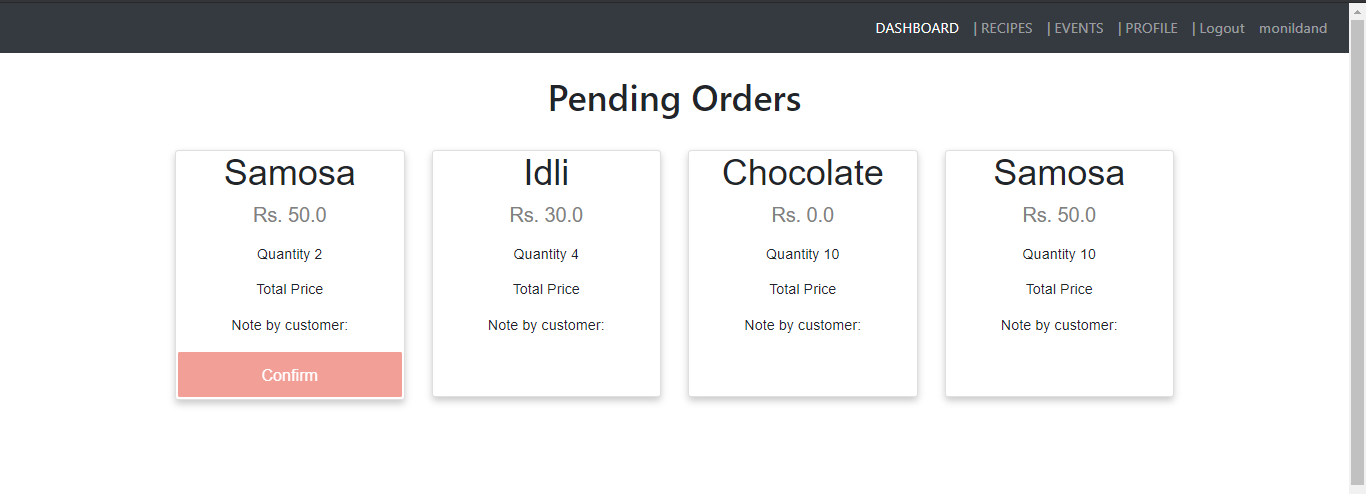 DASHBOARD | RECIPES | EVENTS | PROFILE | Logout monildand
Pending Orders
Samosa
Rs. 50.0
Quantity 2
Total Price
Note by customer:
Confirm
Idli
Rs. 30.0
Quantity 4
Total Price
Note by customer:
Chocolate
Rs. 0.0
Quantity 10
Total Price
Note by customer:
Samosa
Rs. 50.0
Quantity 10
Total Price
Note by customer: